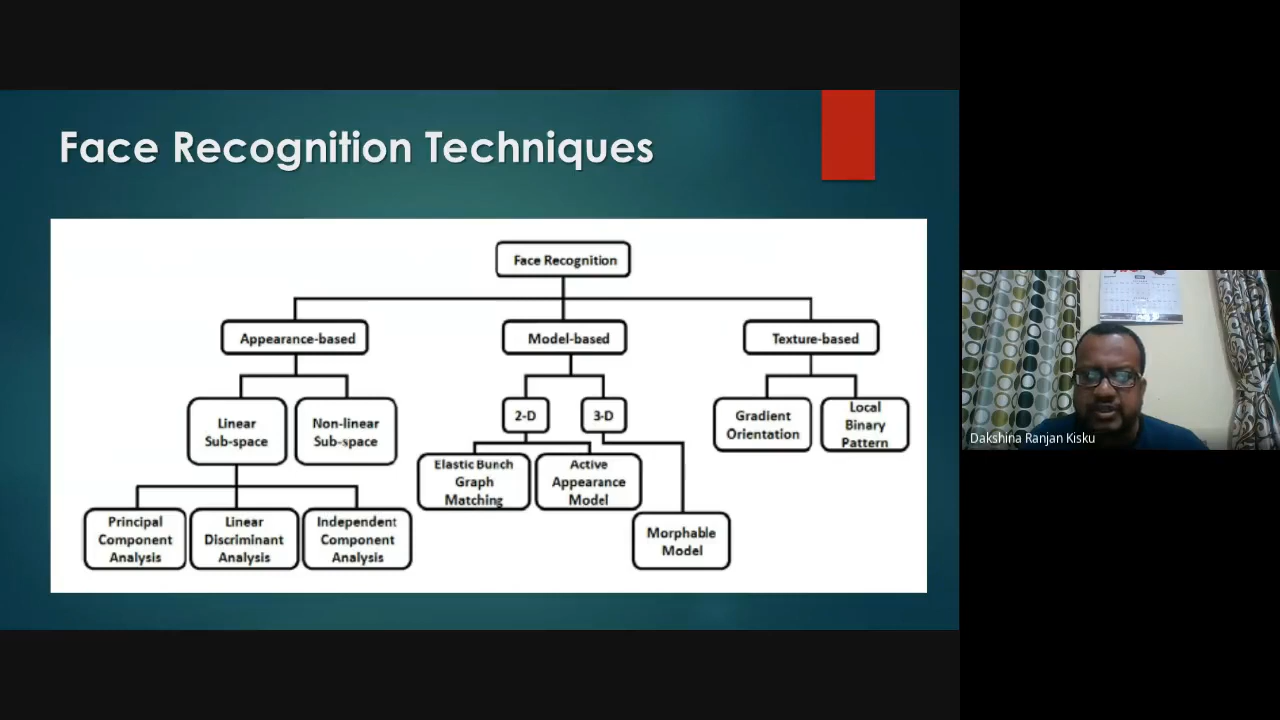 Face Recognition Techniques
Face Recognition
Appearance-based
Model-based
Texture-based
Linear
Sub-space
Non-linear
Sub-space
2-D
3-D
Gradient
Orientation
Local
Binary
Pattern
Elastic Bunch
Graph
Matching
Active
Appearance
Model
Principal
Component
Analysis
Linear
Discriminant
Analysis
Independent
Component
Analysis
Morphable
Model
Dakshina Ranjan Kisku